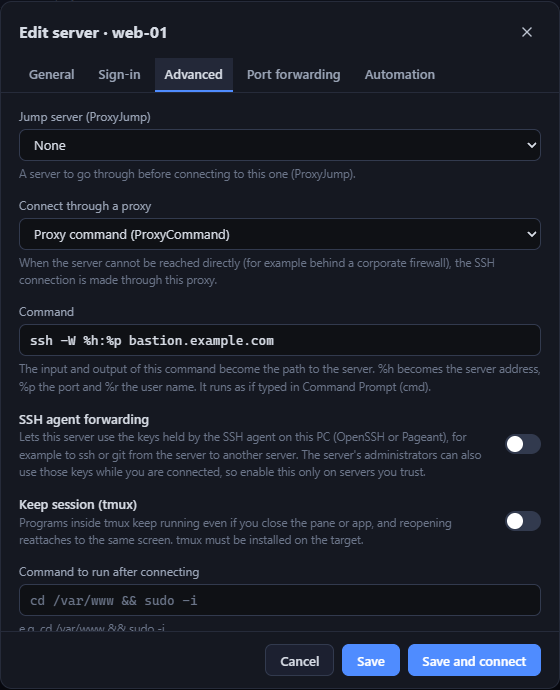 Edit server · web-01
General Sign-in Advanced Port forwarding Automation
Jump server (ProxyJump)
None
A server to go through before connecting to this one (ProxyJump).
Connect through a proxy
Proxy command (ProxyCommand)
When the server cannot be reached directly (for example behind a corporate firewall), the SSH
connection is made through this proxy.
Command
ssh -W %h:%p bastion.example.com
The input and output of this command become the path to the server. %h becomes the server address,
%p the port and %r the user name. It runs as if typed in Command Prompt (cmd).
SSH agent forwarding
Lets this server use the keys held by the SSH agent on this PC (OpenSSH or Pageant), for
example to ssh or git from the server to another server. The server's administrators can also
use those keys while you are connected, so enable this only on servers you trust.
Keep session (tmux)
Programs inside tmux keep running even if you close the pane or app, and reopening
reattaches to the same screen. tmux must be installed on the target.
Command to run after connecting
cd /var/www && sudo -i
e.g. cd /var/www && sudo -i
Cancel Save Save and connect